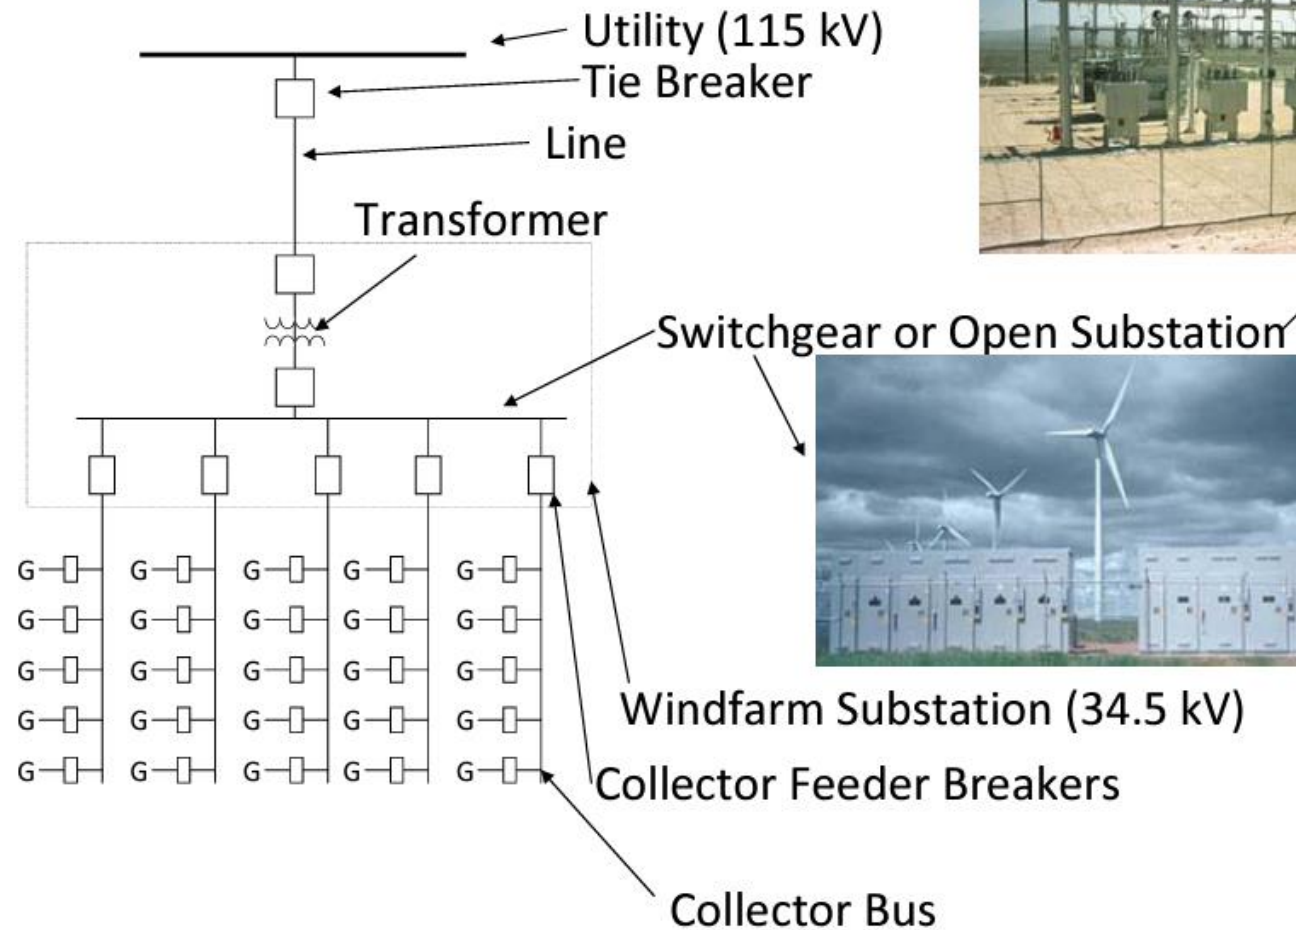 Utility (115 kV)
Tie Breaker
Line
Transformer
Switchgear or Open Substation
G G G G G
G G G G G
G G G G G
G G G G G
G G G G G
Windfarm Substation (34.5 kV)
Collector Feeder Breakers
Collector Bus